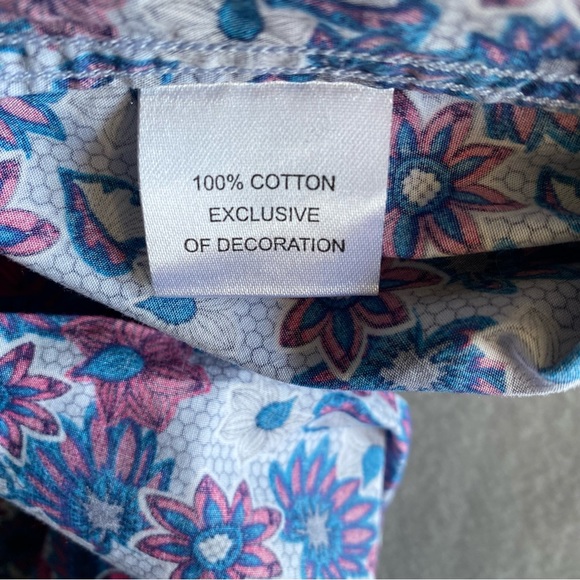 100% COTTON
EXCLUSIVE
OF DECORATION